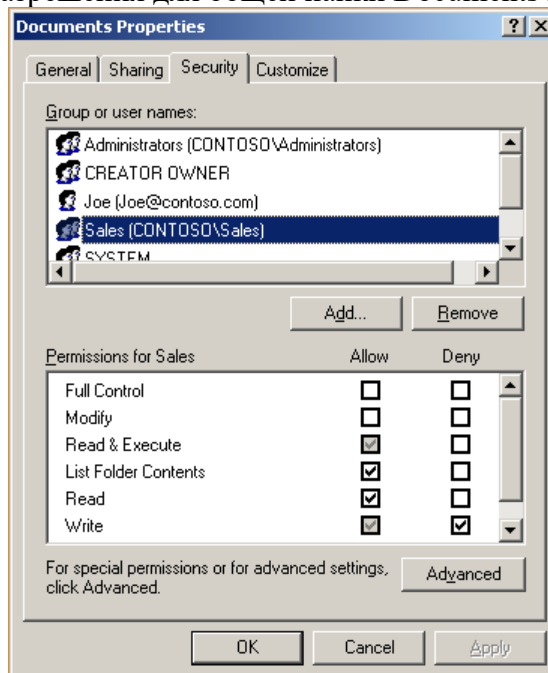 Documents
Documents Properties
General Sharing Security Customize
Group or user names:
Administrators (CONTOSO\Administrators)
CREATOR OWNER
Joe (Joe@contoso.com)
Sales (CONTOSO\Sales)
SYSTEM
Add... Remove
Permissions for Sales Allow Deny
Full Control
Modify
Read & Execute
List Folder Contents
Read
Write
For special permissions or for advanced settings, Advanced
click Advanced.
OK Cancel Apply